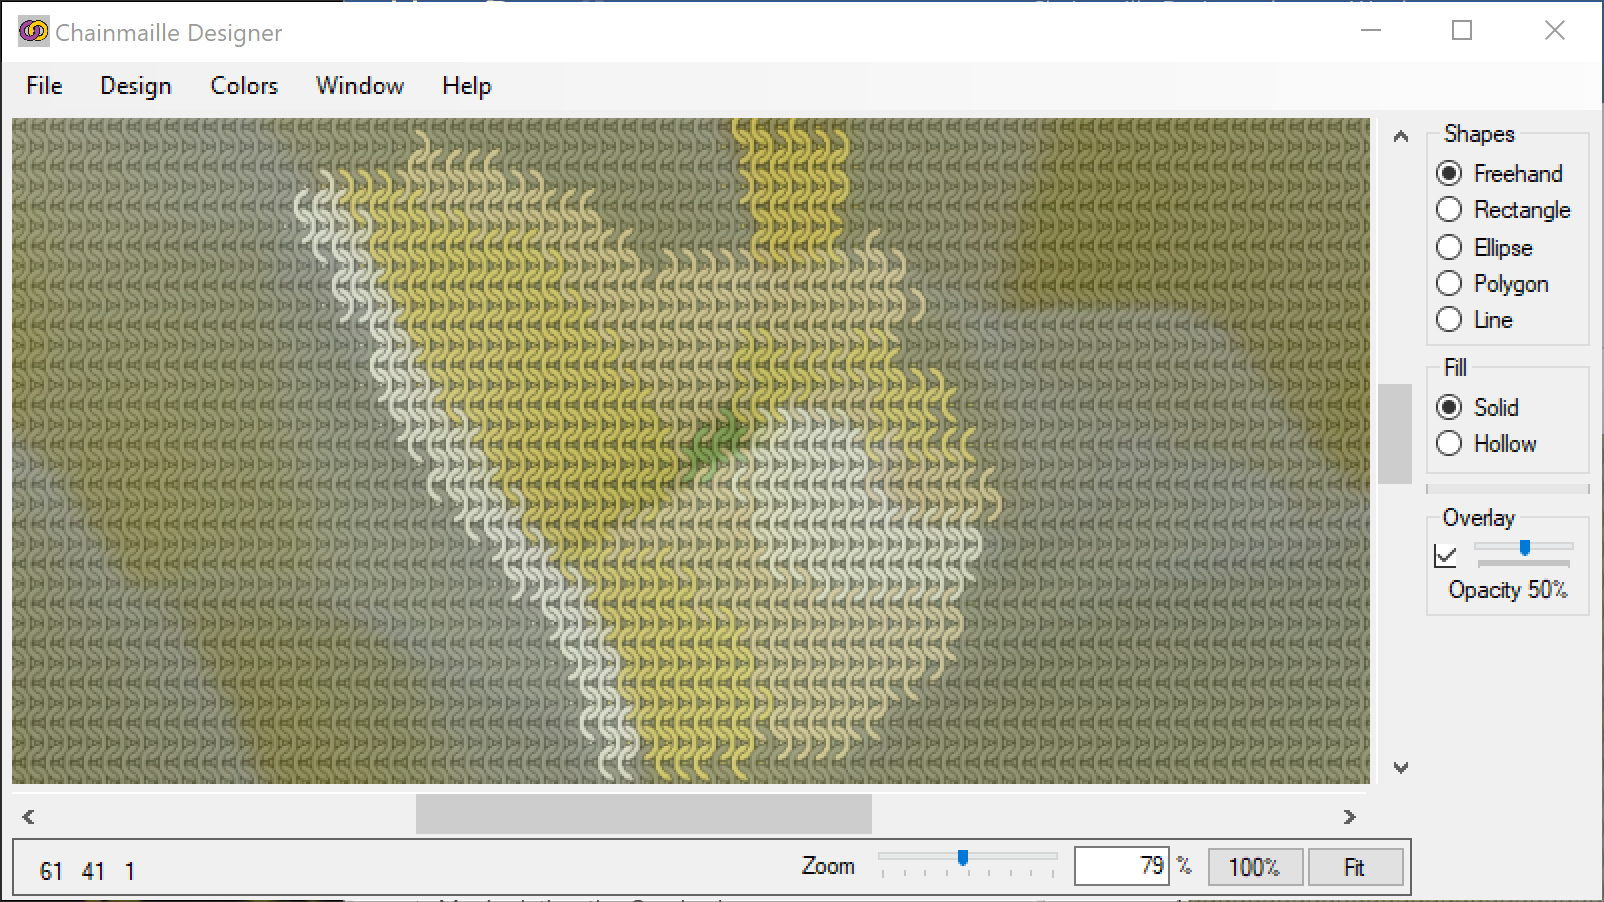 Chainmaille Designer
File Design Colors Window Help
Shapes
Freehand
Rectangle
Ellipse
Polygon
Line
Fill
Solid
Hollow
Overlay
Opacity 50%
61 41 1
Zoom
79 %
100%
Fit